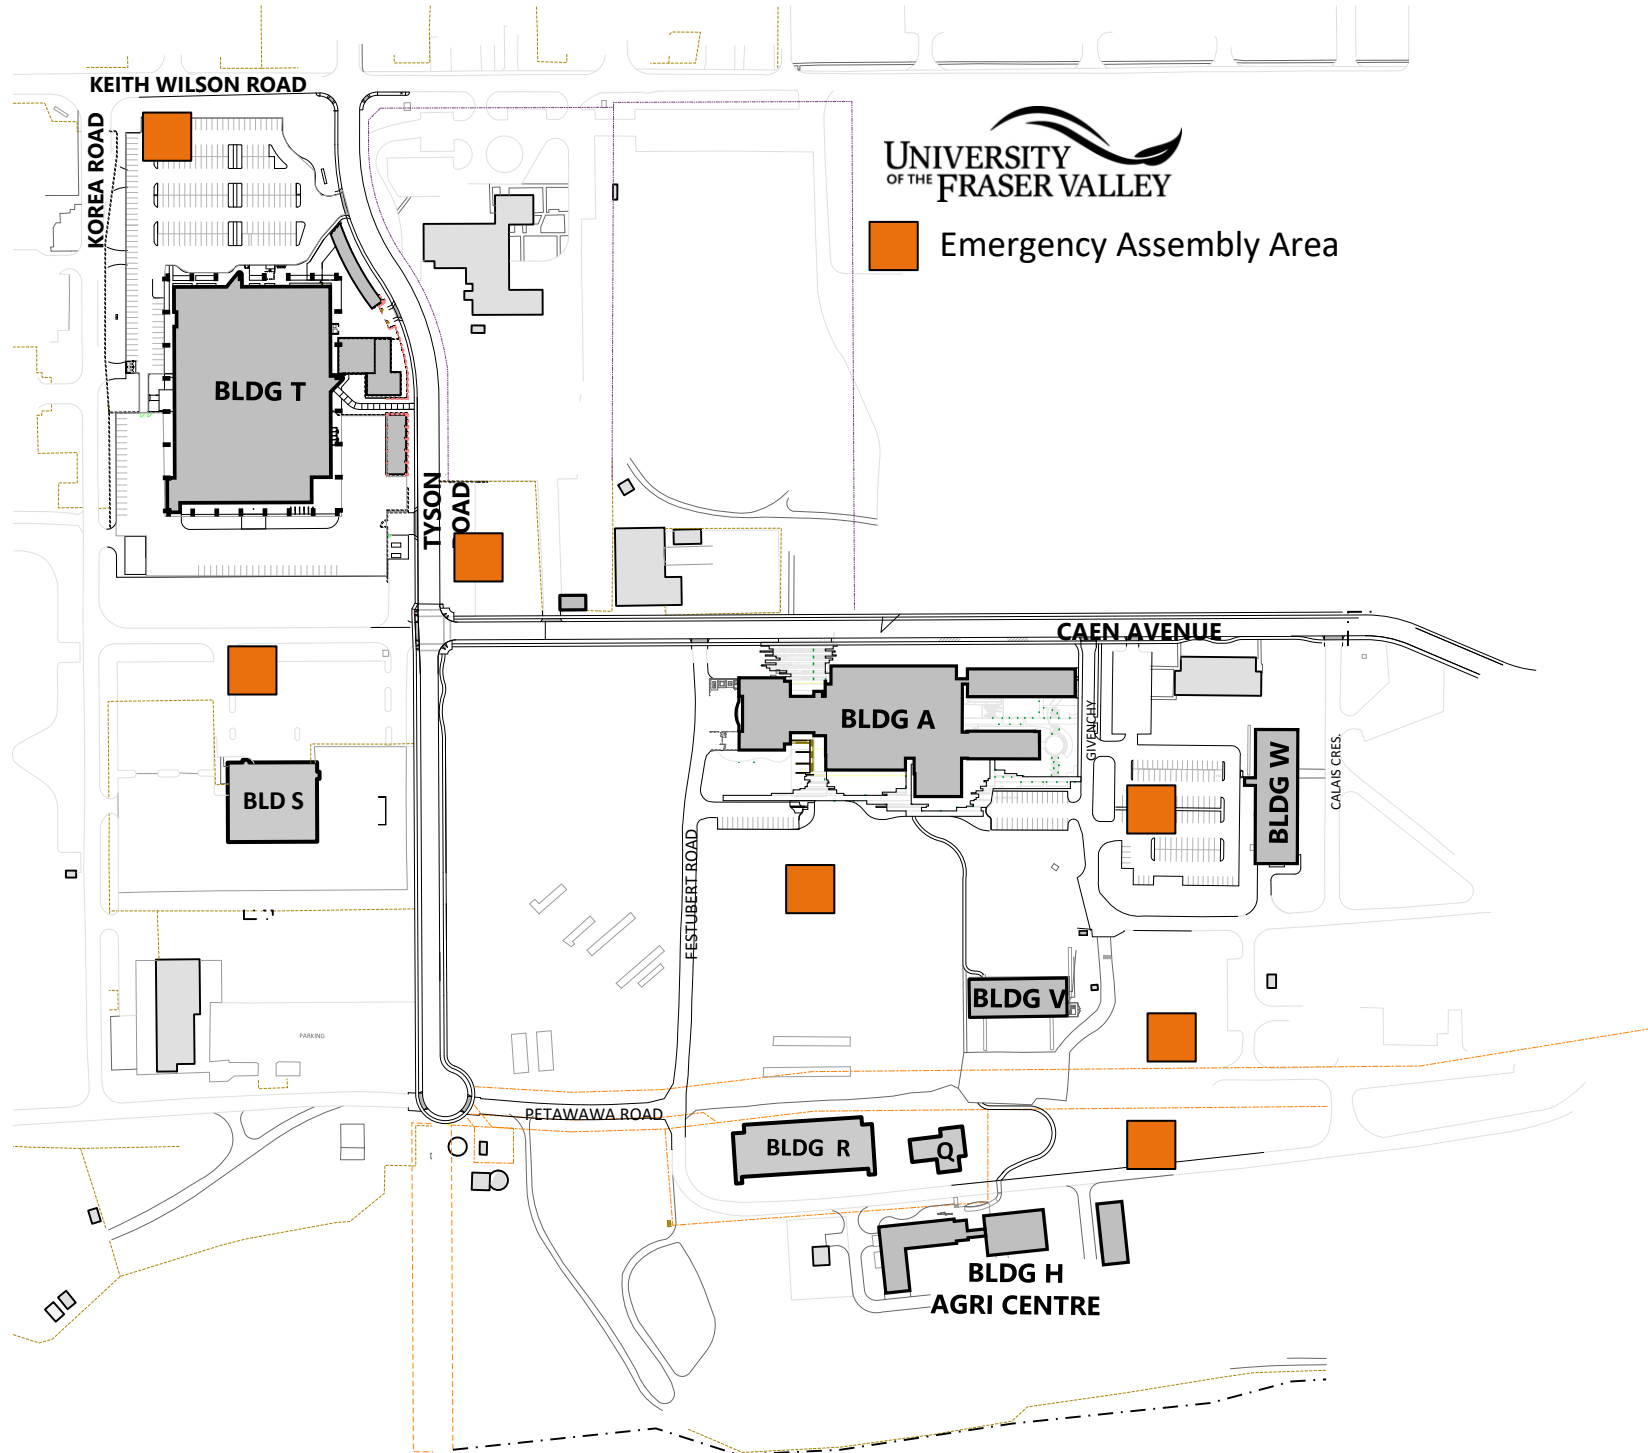 KEITH WILSON ROAD
KOREA ROAD
UNIVERSITY
OF THE FRASER VALLEY
Emergency Assembly Area
BLDG T
TYSON
ROAD
CAEN AVENUE
BLDG A
GIVENCHY
BLDG W
CALAIS CRES.
BLD S
FESTUBERT ROAD
BLDG V
PARKING
PETAWAWA ROAD
BLDG R
Q
BLDG H
AGRI CENTRE